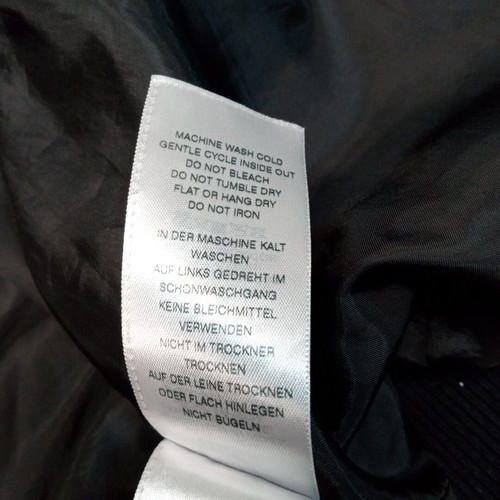 MACHINE WASH COLD
GENTLE CYCLE INSIDE OUT
DO NOT BLEACH
DO NOT TUMBLE DRY
FLAT OR HANG DRY
DO NOT IRON
IN DER MASCHINE KALT
WASCHEN
AUF LINKS GEDREHT IM
SCHONWASCHGANG
KEINE BLEICHMITTEL
VERWENDEN
NICHT IM TROCKNER
TROCKNEN
AUF DER LEINE TROCKNEN
ODER FLACH HINLEGEN
NICHT BÜGELN